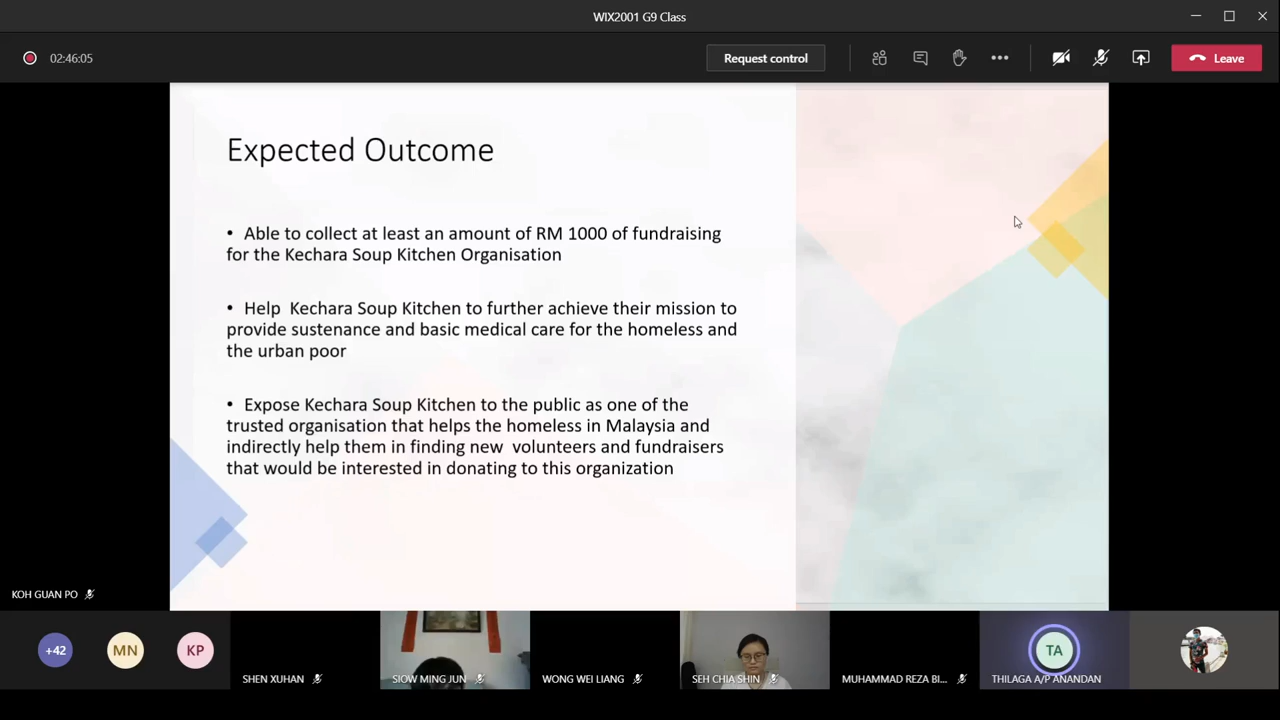 WIX2001 G9 Class
02:46:05
Request control
Leave
Expected Outcome
• Able to collect at least an amount of RM 1000 of fundraising
for the Kechara Soup Kitchen Organisation
• Help  Kechara Soup Kitchen to further achieve their mission to
provide sustenance and basic medical care for the homeless and
the urban poor
• Expose Kechara Soup Kitchen to the public as one of the
trusted organisation that helps the homeless in Malaysia and
indirectly help them in finding new  volunteers and fundraisers
that would be interested in donating to this organization
KOH GUAN PO
+42
MN
KP
SHEN XUHAN
SIOW MING JUN
WONG WEI LIANG
SEH CHIA SHIN
MUHAMMAD REZA BI...
TA
THILAGA A/P ANANDAN